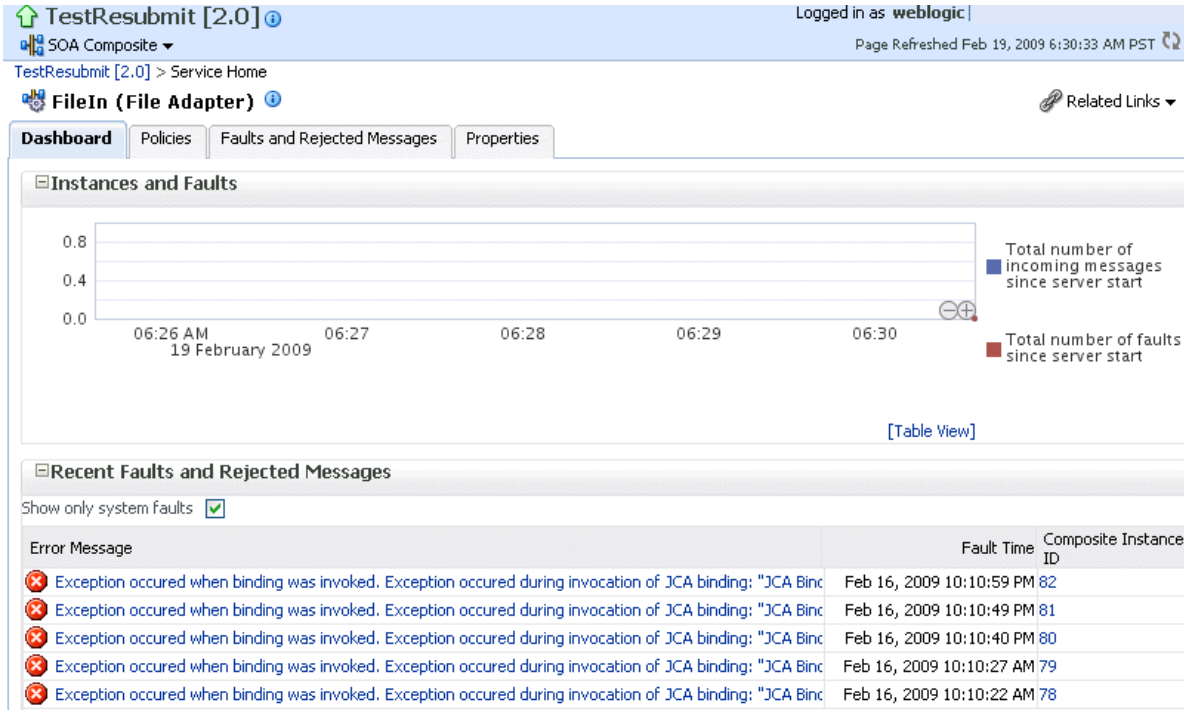 TestResubmit [2.0]
Logged in as weblogic
SOA Composite
Page Refreshed Feb 19, 2009 6:30:33 AM PST
TestResubmit [2.0] > Service Home
FileIn (File Adapter)
Related Links
Dashboard
Policies
Faults and Rejected Messages
Properties
Instances and Faults
0.8
0.4
0.0
06:26 AM
06:27
06:28
06:29
06:30
19 February 2009
Total number of
incoming messages
since server start
Total number of faults
since server start
[Table View]
Recent Faults and Rejected Messages
Show only system faults
Error Message
Fault Time
Composite Instance
ID
Exception occured when binding was invoked. Exception occured during invocation of JCA binding: "JCA Binc Feb 16, 2009 10:10:59 PM 82
Exception occured when binding was invoked. Exception occured during invocation of JCA binding: "JCA Binc Feb 16, 2009 10:10:49 PM 81
Exception occured when binding was invoked. Exception occured during invocation of JCA binding: "JCA Binc Feb 16, 2009 10:10:40 PM 80
Exception occured when binding was invoked. Exception occured during invocation of JCA binding: "JCA Binc Feb 16, 2009 10:10:27 AM 79
Exception occured when binding was invoked. Exception occured during invocation of JCA binding: "JCA Binc Feb 16, 2009 10:10:22 AM 78